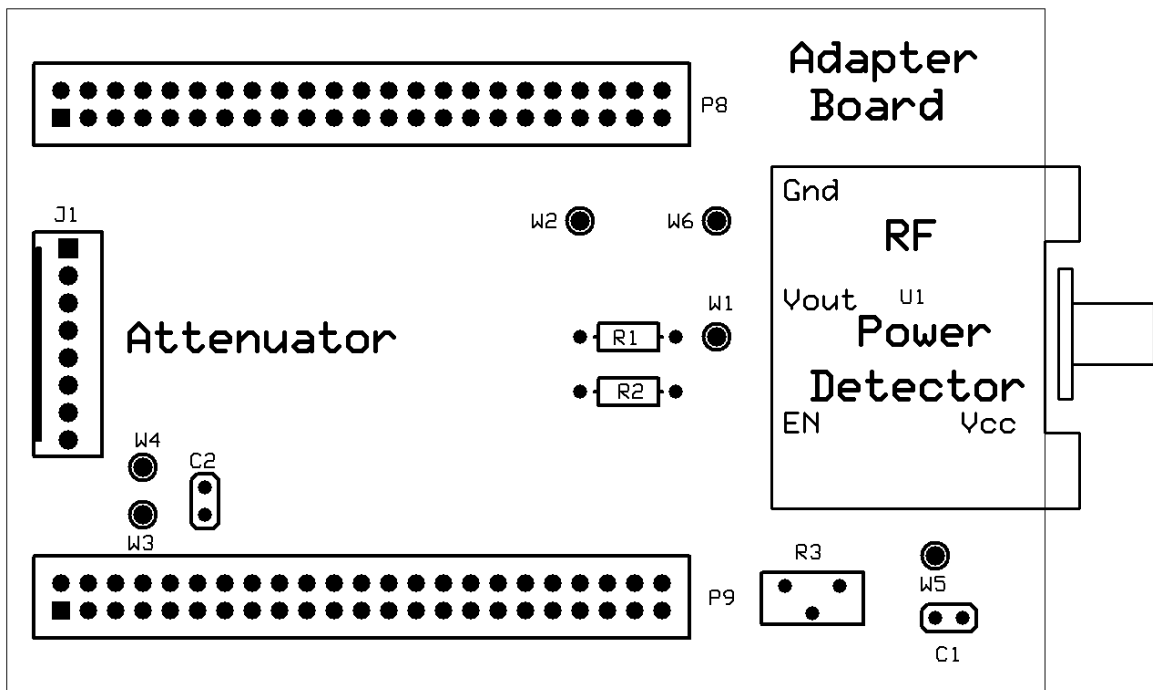 Adapter
Board
P8
J1
Gnd
W2
W6
RF
W1
Vout
U1
Attenuator
R1
Power
R2
Detector
EN
Vcc
W4
C2
W3
R3
W5
P9
C1